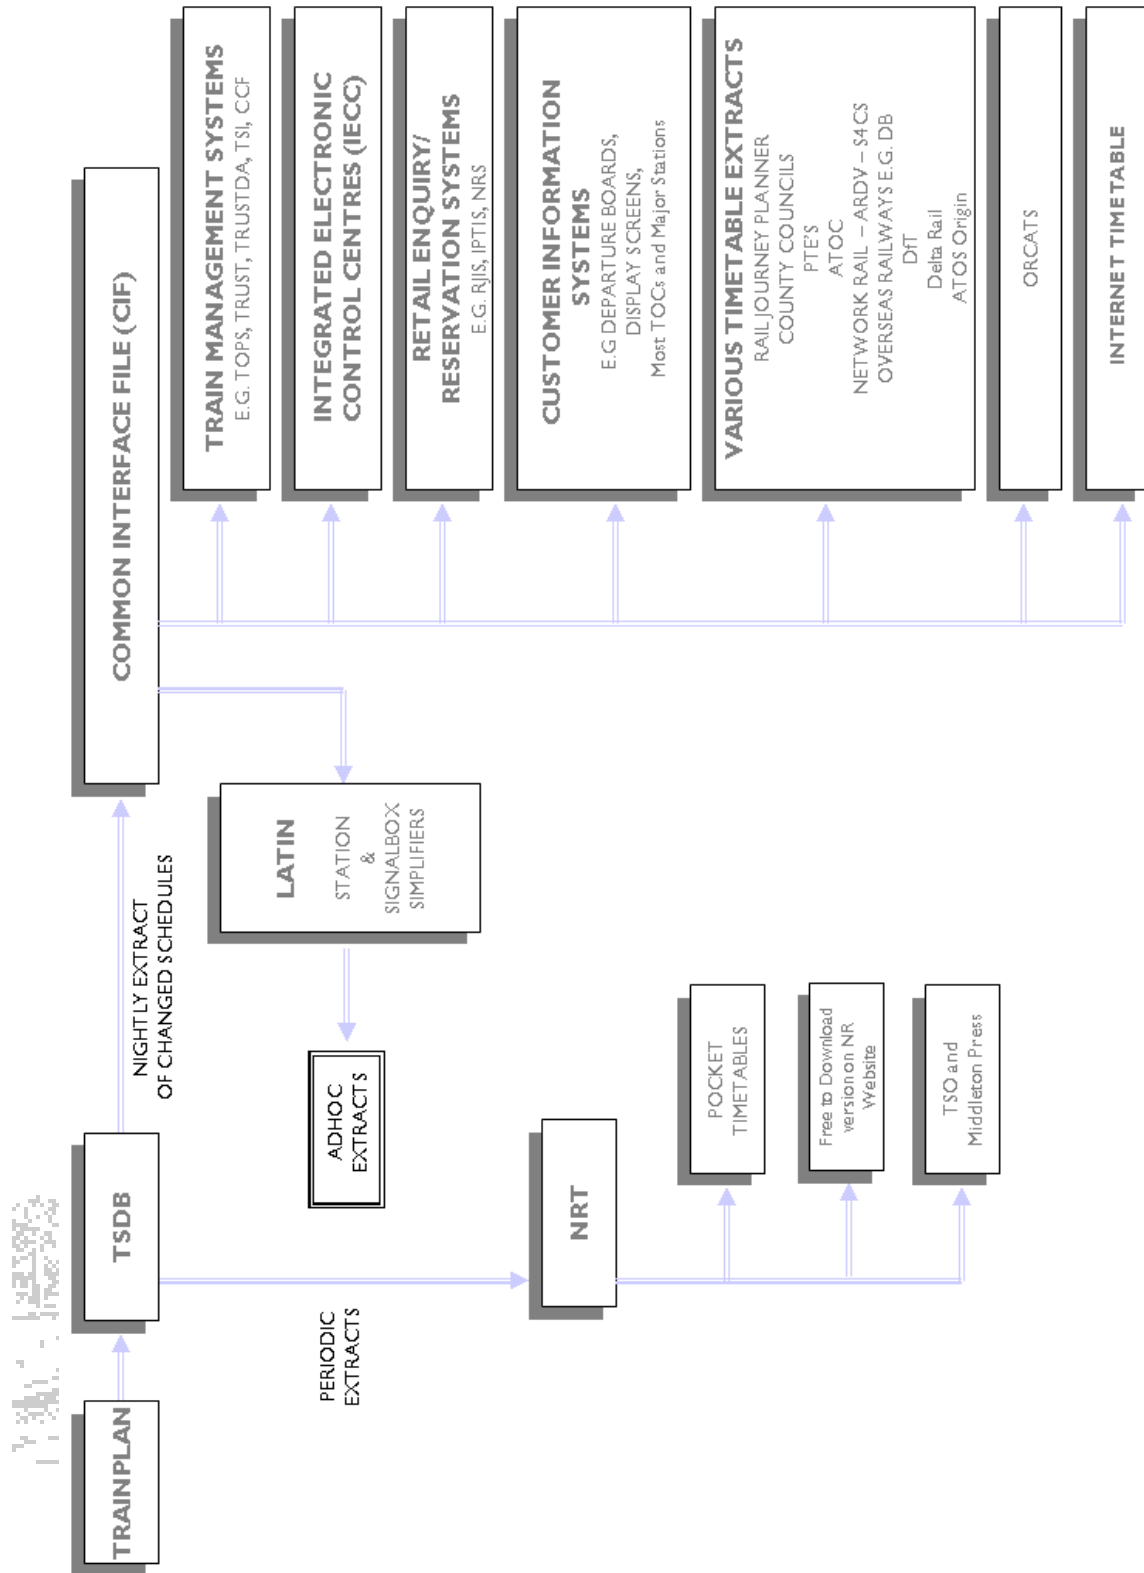 TRAINPLAN
TSDB
NIGHTLY EXTRACT
OF CHANGED SCHEDULES
COMMON INTERFACE FILE (CIF)
PERIODIC
EXTRACTS
ADHOC
EXTRACTS
LATIN
STATION
&
SIGNALBOX
SIMPLIFIERS
TRAIN MANAGEMENT SYSTEMS
E.G. TOPS, TRUST, TRUSTDA, TSI, CCF
INTEGRATED ELECTRONIC
CONTROL CENTRES (IECC)
RETAIL ENQUIRY/
RESERVATION SYSTEMS
E.G. RJIS, IPTIS, NRS
CUSTOMER INFORMATION
SYSTEMS
E.G DEPARTURE BOARDS,
DISPLAY SCREENS,
Most TOCs and Major Stations
VARIOUS TIMETABLE EXTRACTS
RAIL JOURNEY PLANNER
COUNTY COUNCILS
PTE'S
ATOC
NETWORK RAIL – ARDV – S4CS
OVERSEAS RAILWAYS E.G. DB
DfT
Delta Rail
ATOS Origin
ORCATS
INTERNET TIMETABLE
NRT
POCKET
TIMETABLES
Free to Download
version on NR
Website
TSO and
Middleton Press